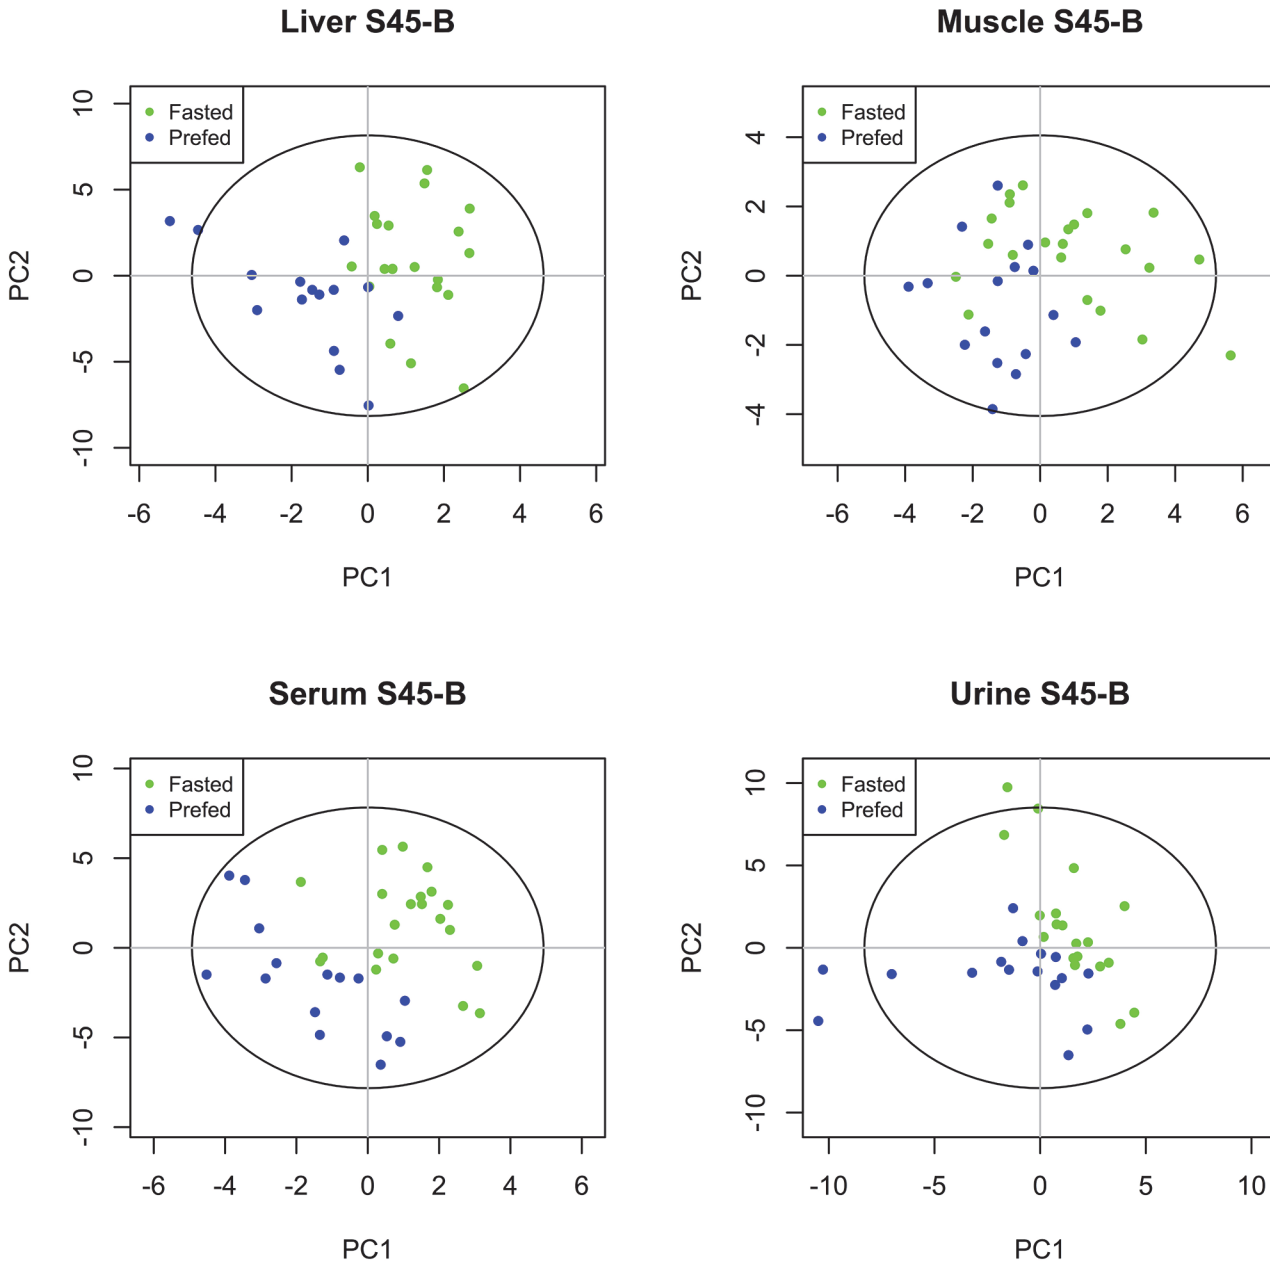 Liver S45-B
Fasted
Prefed
10
5
0
-5
-10
PC2
-6 -4 -2 0 2 4 6
PC1
Muscle S45-B
Fasted
Prefed
4
2
0
-2
-4
PC2
-6 -4 -2 0 2 4 6
PC1
Serum S45-B
Fasted
Prefed
10
5
0
-5
-10
PC2
-6 -4 -2 0 2 4 6
PC1
Urine S45-B
Fasted
Prefed
10
5
0
-5
-10
PC2
-10 -5 0 5 10
PC1